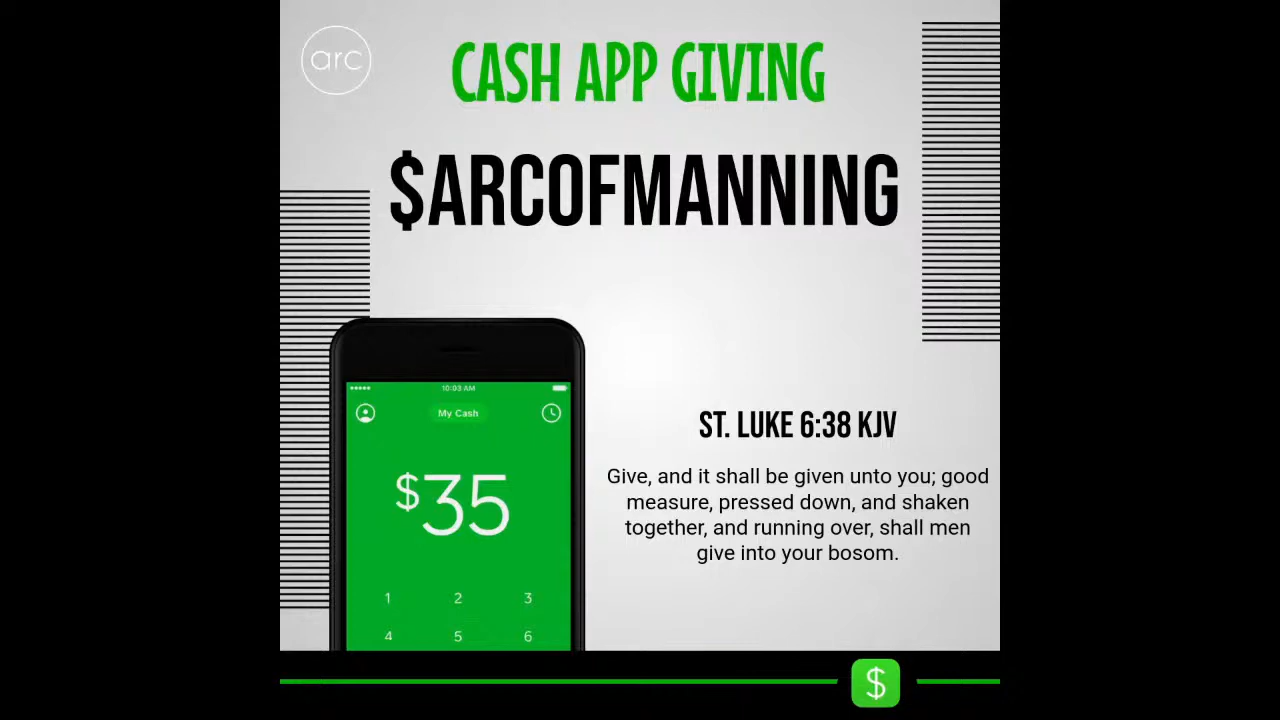 arc
CASH APP GIVING
$ARCOFMANNING
10:03 AM
My Cash
$35
1 2 3
4 5 6
ST. LUKE 6:38 KJV
Give, and it shall be given unto you; good
measure, pressed down, and shaken
together, and running over, shall men
give into your bosom.
$